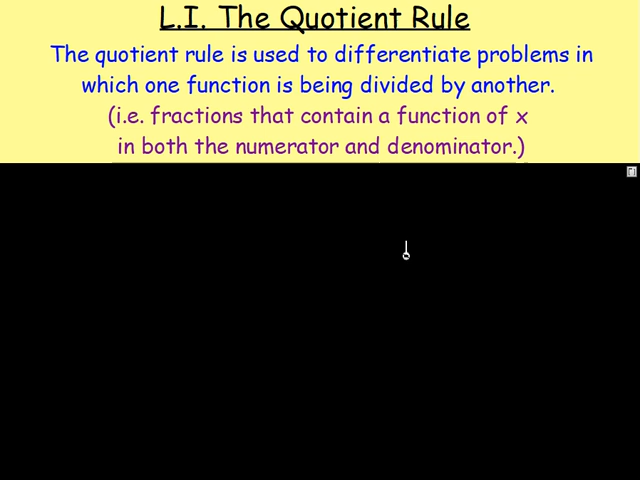 L.I. The Quotient Rule
The quotient rule is used to differentiate problems in
which one function is being divided by another.
(i.e. fractions that contain a function of x
in both the numerator and denominator.)